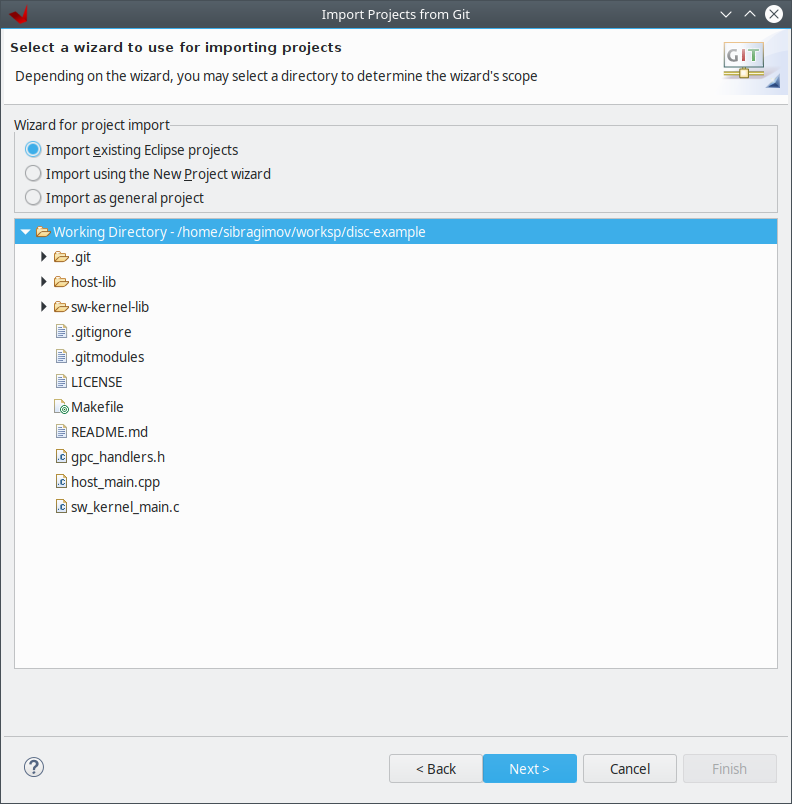 Import Projects from Git
Select a wizard to use for importing projects
Depending on the wizard, you may select a directory to determine the wizard's scope
GIT
Wizard for project import
Import existing Eclipse projects
Import using the New Project wizard
Import as general project
Working Directory - /home/sibragimov/worksp/disc-example
.git
host-lib
sw-kernel-lib
.gitignore
.gitmodules
LICENSE
Makefile
README.md
.c gpc_handlers.h
.c host_main.cpp
.c sw_kernel_main.c
? < Back Next > Cancel Finish